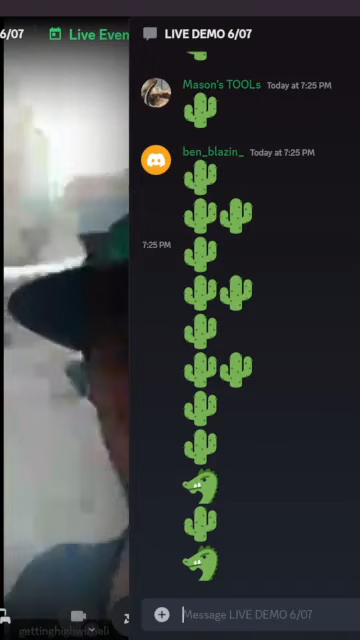 6/07
Live Even
LIVE DEMO 6/07
Mason's TOOLs Today at 7:25 PM
ben_blazin_ Today at 7:25 PM
7:25 PM
Message LIVE DEMO 6/07